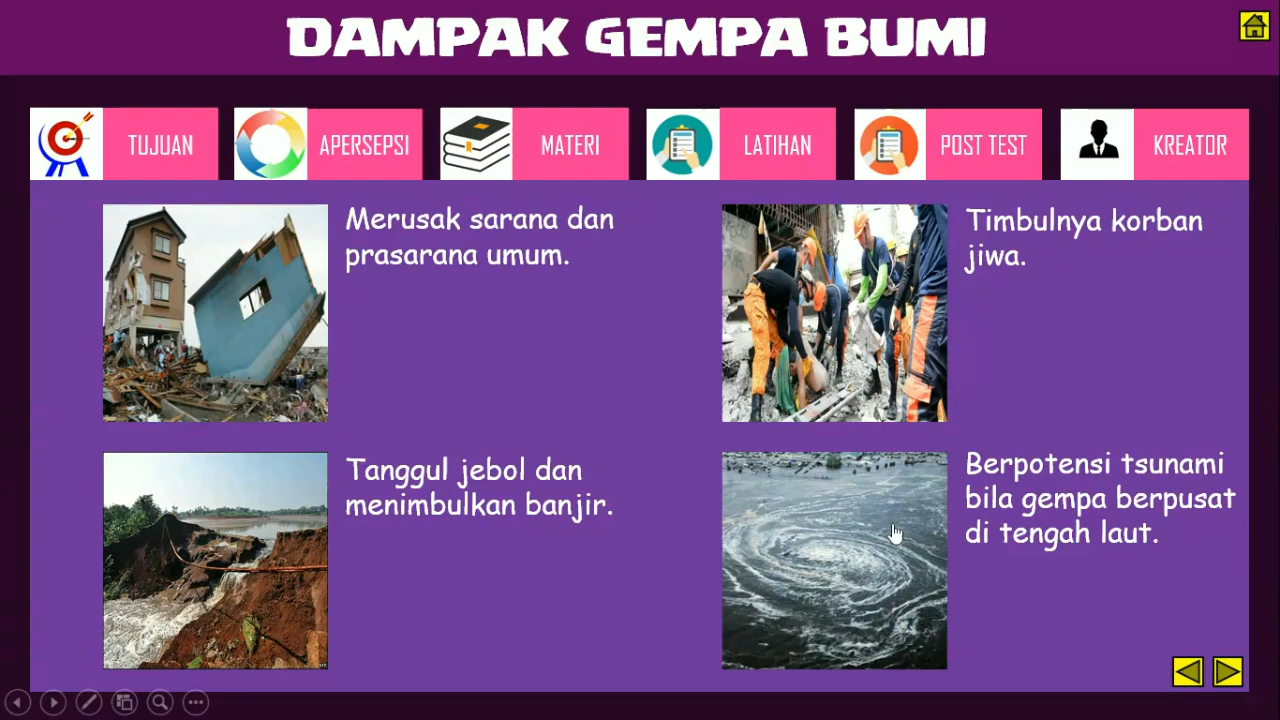 DAMPAK GEMPA BUMI
TUJUAN
APERSEPSI
MATERI
LATIHAN
POST TEST
KREATOR
Merusak sarana dan
prasarana umum.
Timbulnya korban
jiwa.
Tanggul jebol dan
menimbulkan banjir.
Berpotensi tsunami
bila gempa berpusat
di tengah laut.